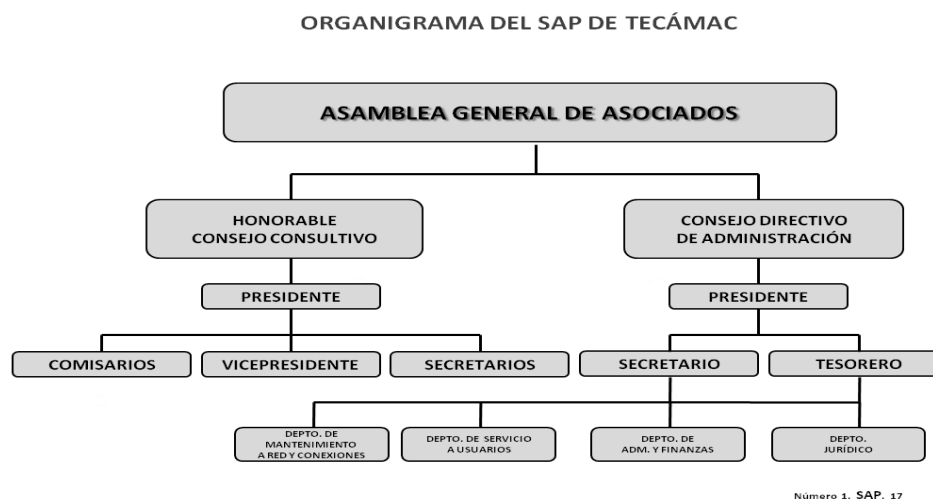 ORGANIGRAMA DEL SAP DE TECÁMAC
ASAMBLEA GENERAL DE ASOCIADOS
HONORABLE
CONSEJO CONSULTIVO
CONSEJO DIRECTIVO
DE ADMINISTRACIÓN
PRESIDENTE
PRESIDENTE
COMISARIOS
VICEPRESIDENTE
SECRETARIOS
SECRETARIO
TESORERO
DEPTO. DE
MANTENIMIENTO
A RED Y CONEXIONES
DEPTO. DE SERVICIO
A USUARIOS
DEPTO. DE
ADM. Y FINANZAS
DEPTO.
JURÍDICO
Número 1. SAP. 17